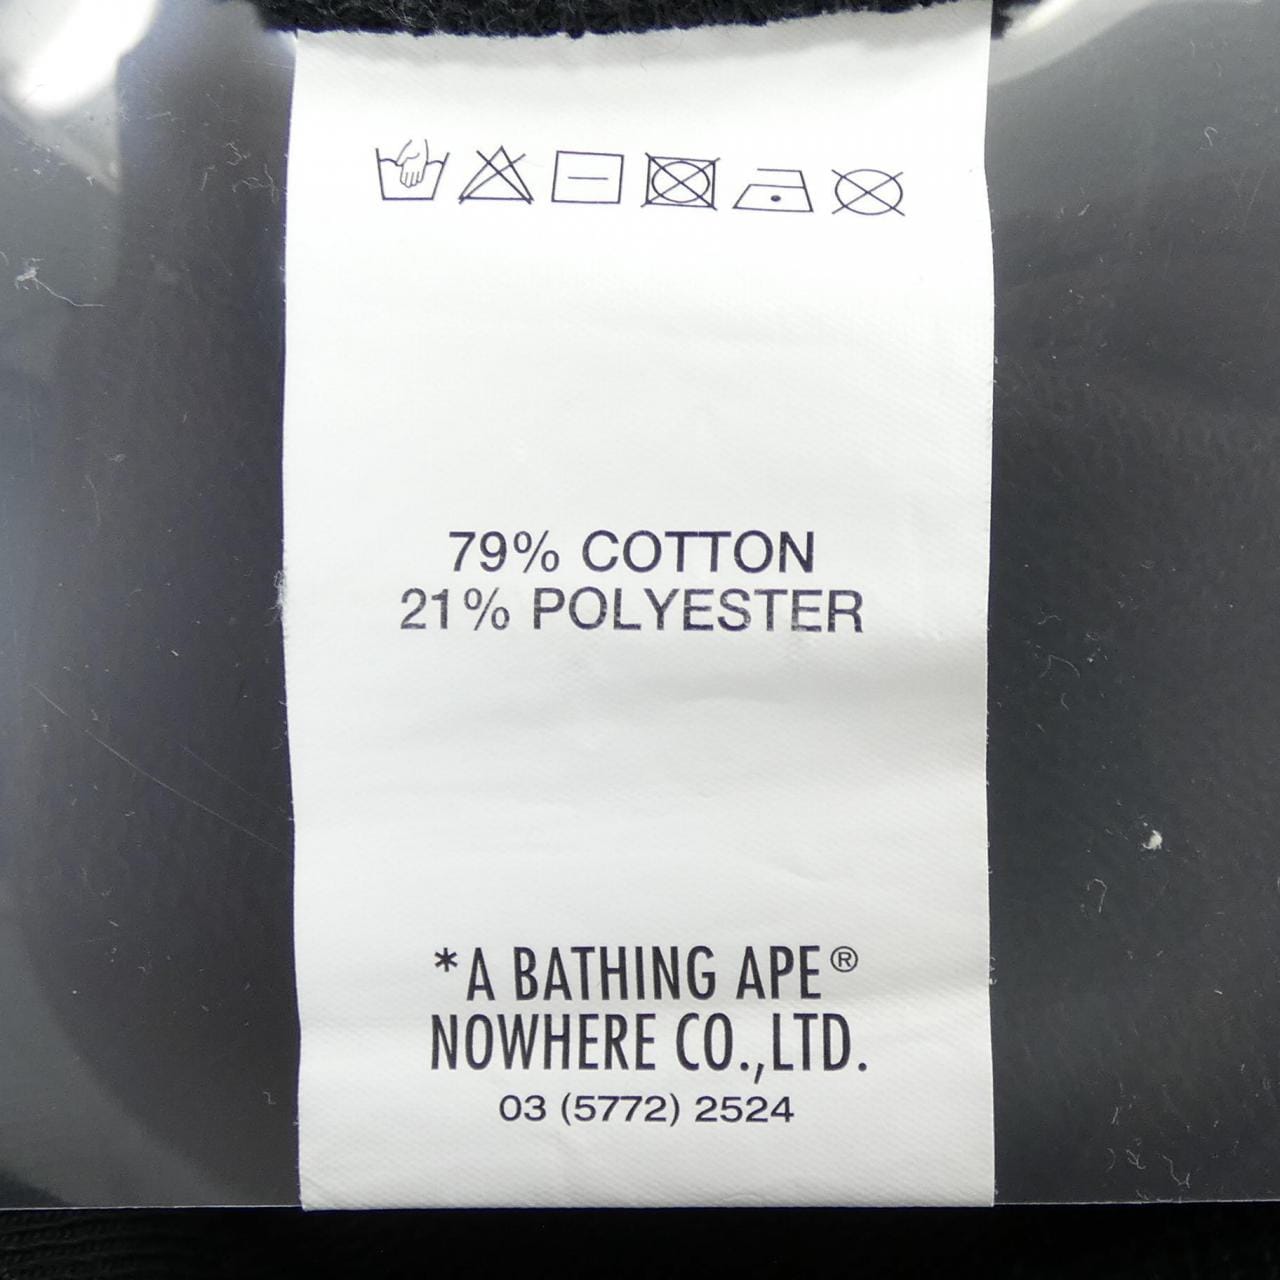 79% COTTON
21% POLYESTER
*A BATHING APE®
NOWHERE CO.,LTD.
03 (5772) 2524